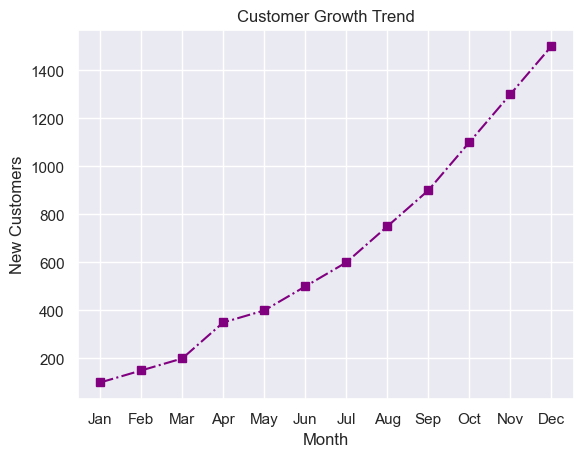 Customer Growth Trend
New Customers
1400
1200
1000
800
600
400
200
Jan Feb Mar Apr May Jun Jul Aug Sep Oct Nov Dec
Month